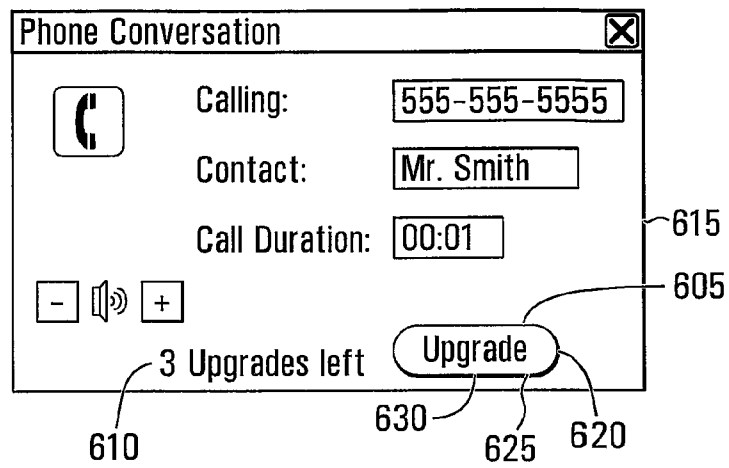 Phone Conversation
Calling: 555-555-5555
Contact: Mr. Smith
Call Duration: 00:01
615
- +
605
3 Upgrades left Upgrade
610 630 625 620